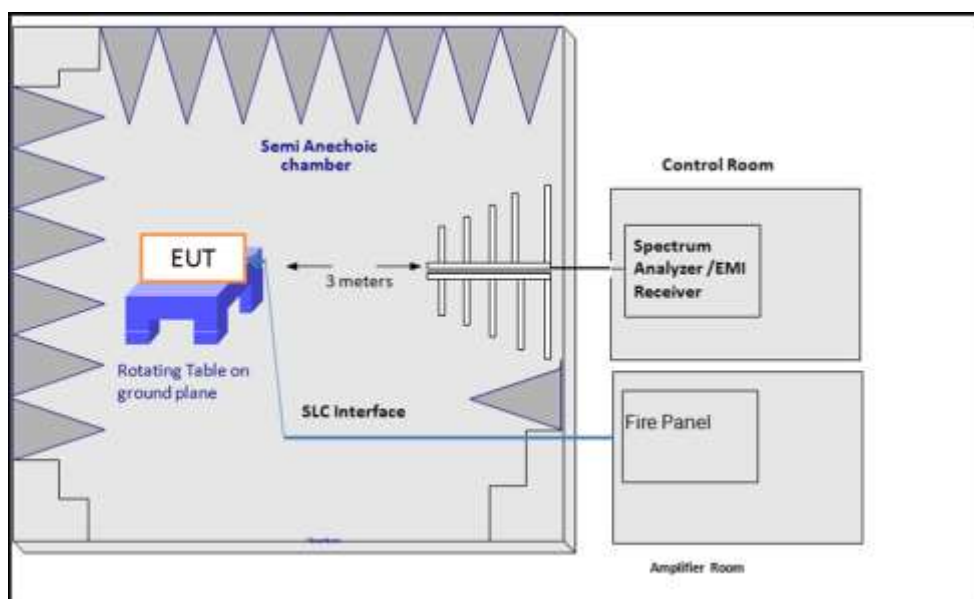 Semi Anechoic
chamber
Control Room
EUT
3 meters
Spectrum
Analyzer /EMI
Receiver
Rotating Table on
ground plane
SLC Interface
Fire Panel
Amplifier Room